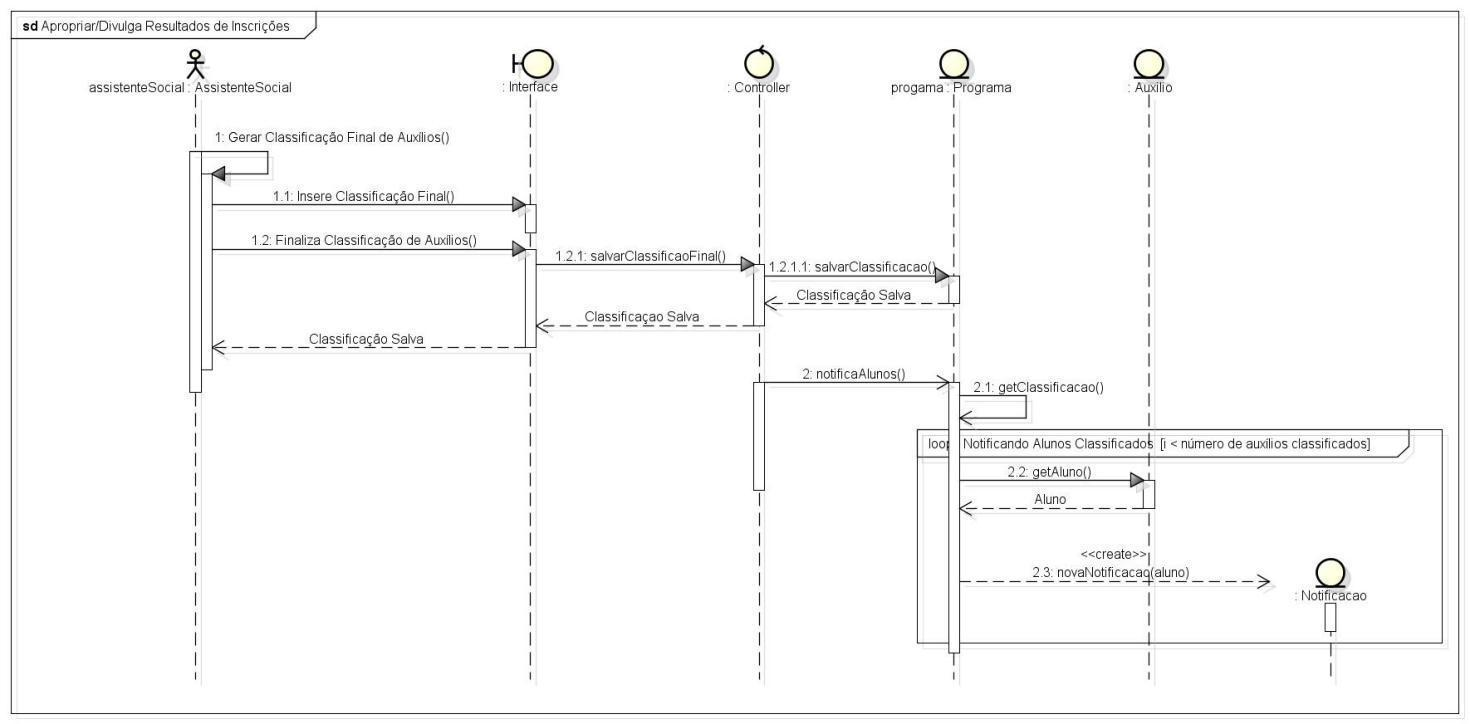 sd Apropriar/Divulga Resultados de Inscrições
assistenteSocial : AssistenteSocial
: Interface
: Controller
progama : Programa
: Auxilio
1: Gerar Classificação Final de Auxílios()
1.1: Insere Classificação Final()
1.2: Finaliza Classificação de Auxílios()
1.2.1: salvarClassificaoFinal()
1.2.1.1: salvarClassificacao()
Classificação Salva
Classificaçao Salva
Classificação Salva
2: notificaAlunos()
2.1: getClassificacao()
loop Notificando Alunos Classificados [i < número de auxílios classificados]
2.2: getAluno()
Aluno
<<create>>
2.3: novaNotificacao(aluno)
: Notificacao